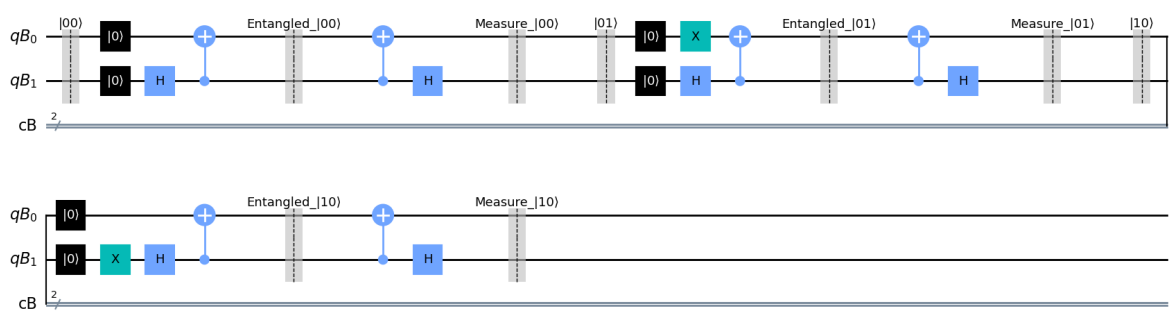 |00⟩ Entangled_|00⟩ Measure_|00⟩ |01⟩ Entangled_|01⟩ Measure_|01⟩ |10⟩
qB0 |0⟩ |0⟩ X
qB1 |0⟩ H H |0⟩ H H
cB 2
Entangled_|10⟩ Measure_|10⟩
qB0 |0⟩
qB1 |0⟩ X H H
cB 2